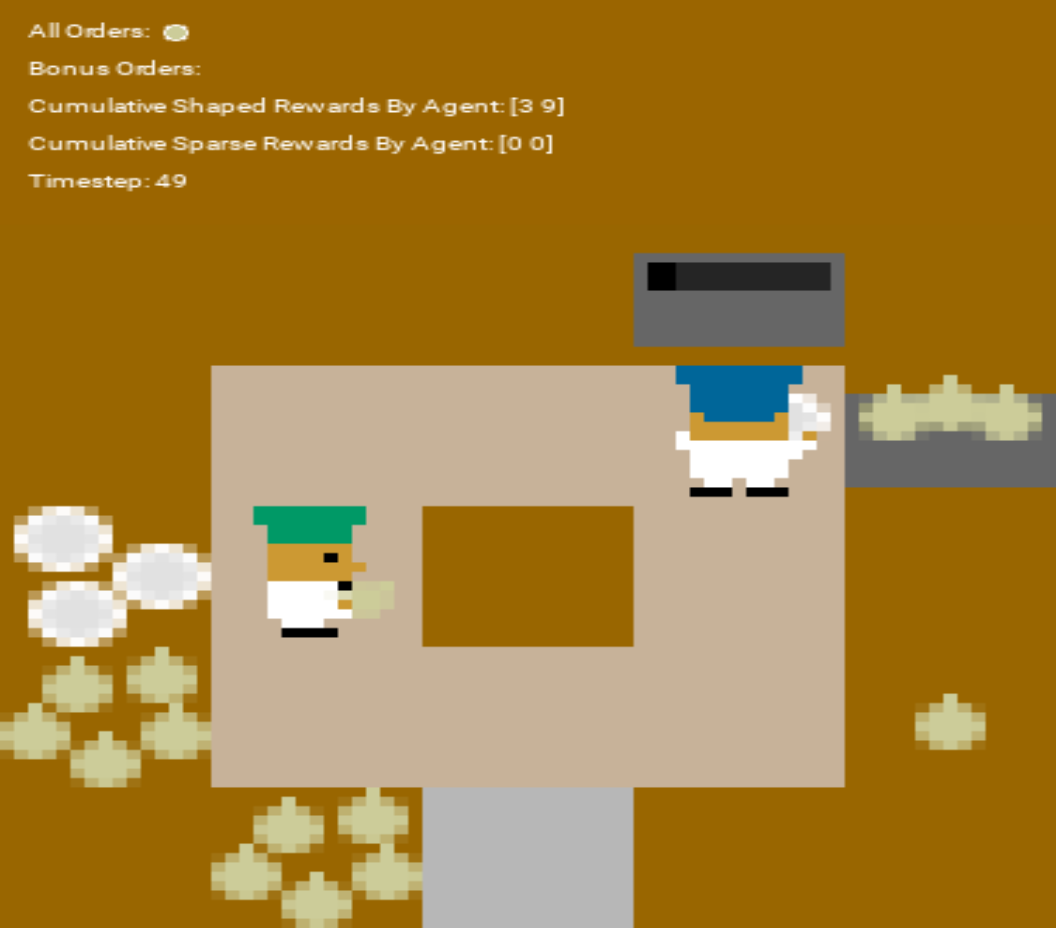 All Orders:
Bonus Orders:
Cumulative Shaped Rewards By Agent: [3 9]
Cumulative Sparse Rewards By Agent: [0 0]
Timestep: 49